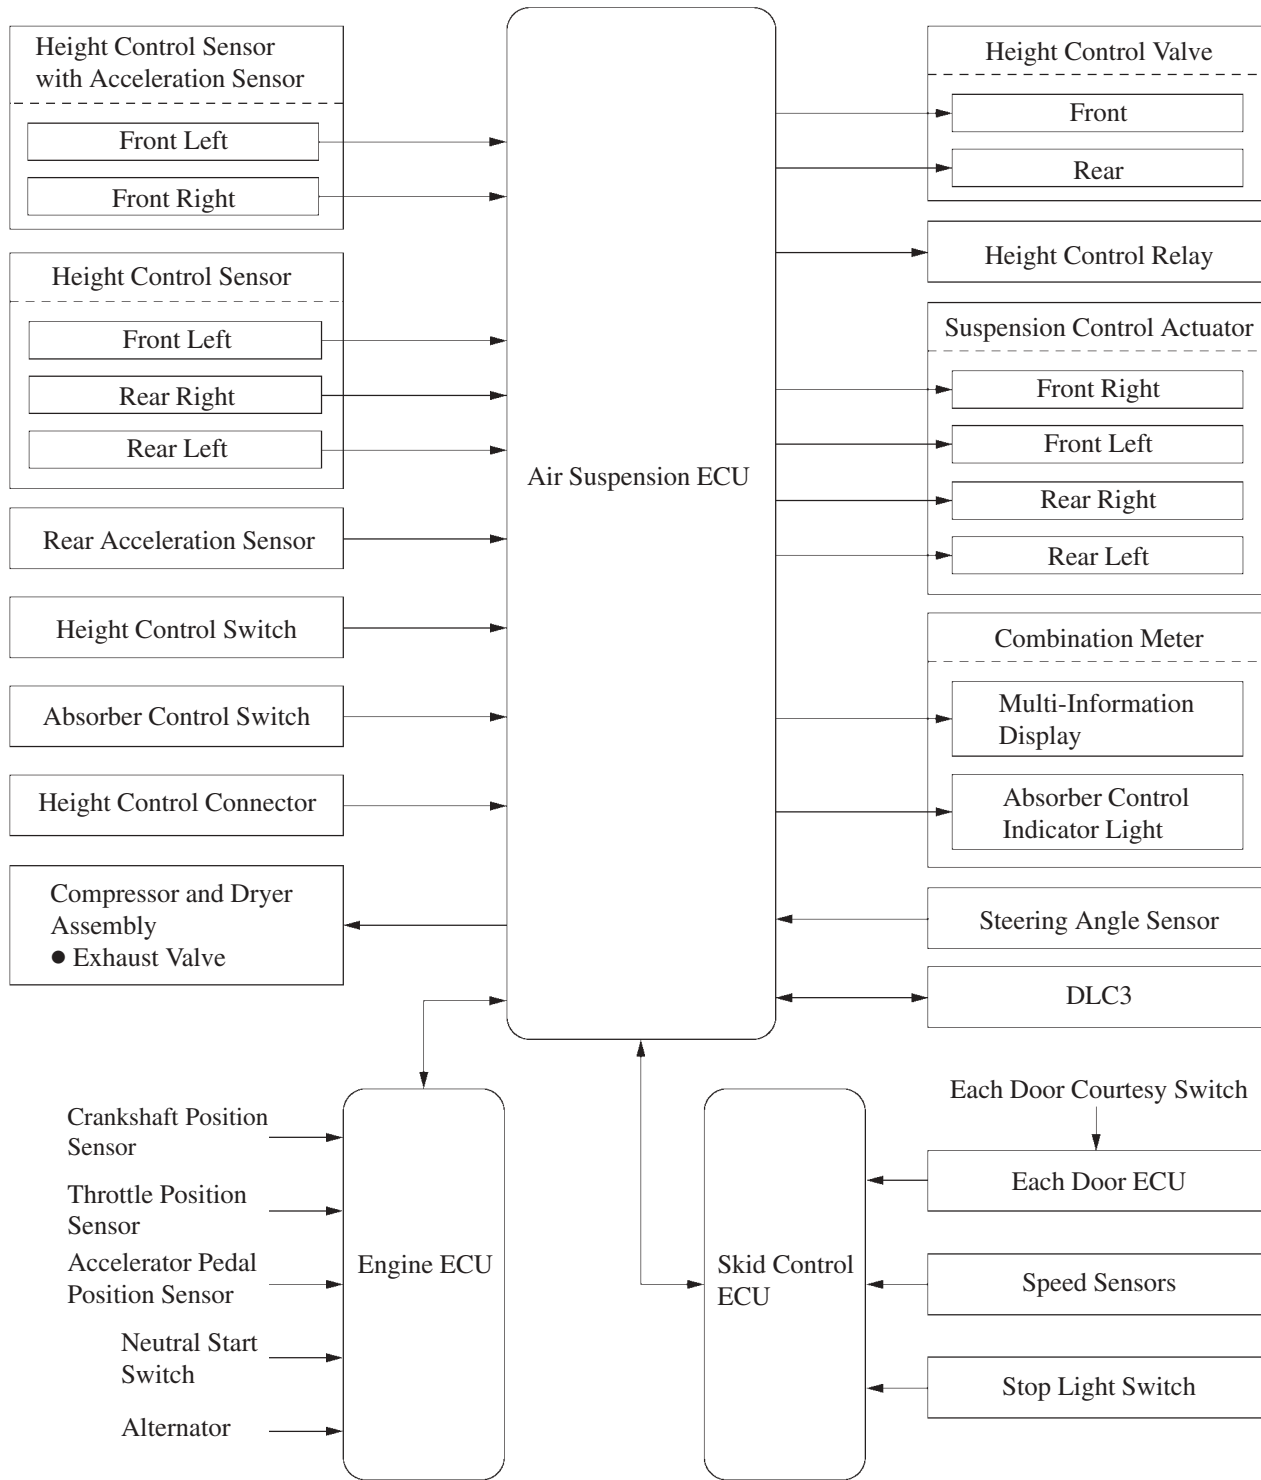 Height Control Sensor
with Acceleration Sensor
Front Left
Front Right
Height Control Sensor
Front Left
Rear Right
Rear Left
Rear Acceleration Sensor
Height Control Switch
Absorber Control Switch
Height Control Connector
Compressor and Dryer
Assembly
● Exhaust Valve
Air Suspension ECU
Height Control Valve
Front
Rear
Height Control Relay
Suspension Control Actuator
Front Right
Front Left
Rear Right
Rear Left
Combination Meter
Multi-Information
Display
Absorber Control
Indicator Light
Steering Angle Sensor
DLC3
Crankshaft Position
Sensor
Throttle Position
Sensor
Accelerator Pedal
Position Sensor
Neutral Start
Switch
Alternator
Engine ECU
Skid Control
ECU
Each Door Courtesy Switch
Each Door ECU
Speed Sensors
Stop Light Switch